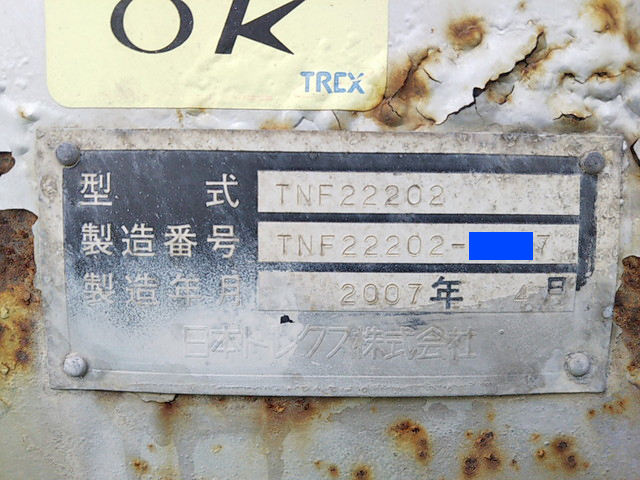 OK
TREX
型 式 TNF22202
製造番号 TNF22202- 7
製造年月 2007年 4月
日本トレクス株式会社